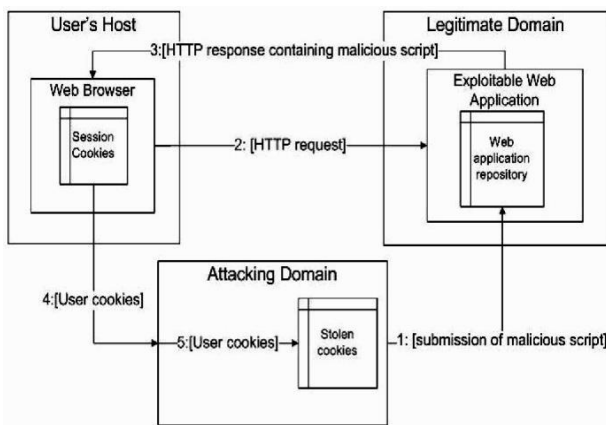 User's Host
Legitimate Domain
3:[HTTP response containing malicious script]
Web Browser
Exploitable Web
Application
Session
Cookies
2: [HTTP request]
Web
application
repository
Attacking Domain
4:[User cookies]
5:[User cookies]
Stolen
cookies
1: [submission of malicious script]